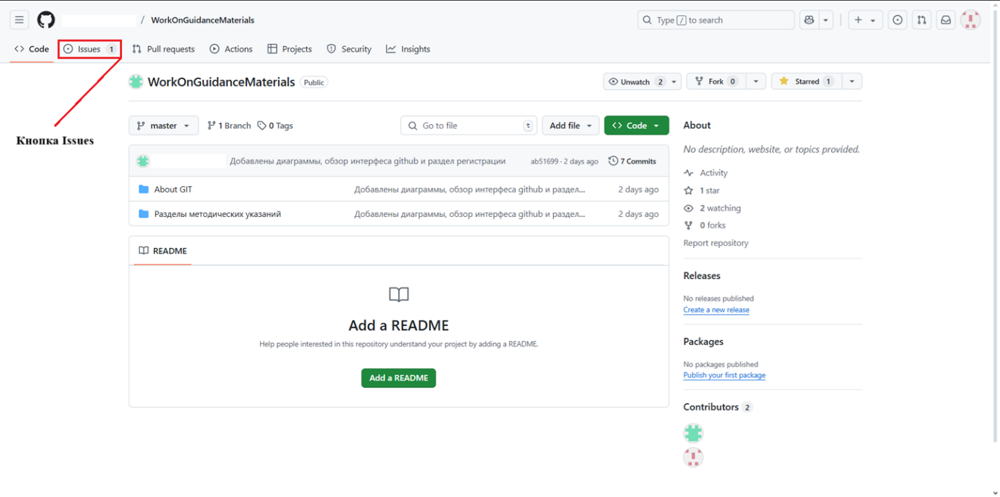 / WorkOnGuidanceMaterials
Type / to search
Code
Issues 1
Pull requests
Actions
Projects
Security
Insights
Кнопка Issues
WorkOnGuidanceMaterials Public
Unwatch 2
Fork 0
Starred 1
master
1 Branch
0 Tags
Go to file t
Add file
<> Code
Добавлены диаграммы, обзор интерфеса github и раздел регистрации
ab51699 · 2 days ago
7 Commits
About GIT
Добавлены диаграммы, обзор интерфеса github и раздел...
2 days ago
Разделы методических указаний
Добавлены диаграммы, обзор интерфеса github и раздел...
2 days ago
README
Add a README
Help people interested in this repository understand your project by adding a README.
Add a README
About
No description, website, or topics provided.
Activity
1 star
2 watching
0 forks
Report repository
Releases
No releases published
Create a new release
Packages
No packages published
Publish your first package
Contributors 2